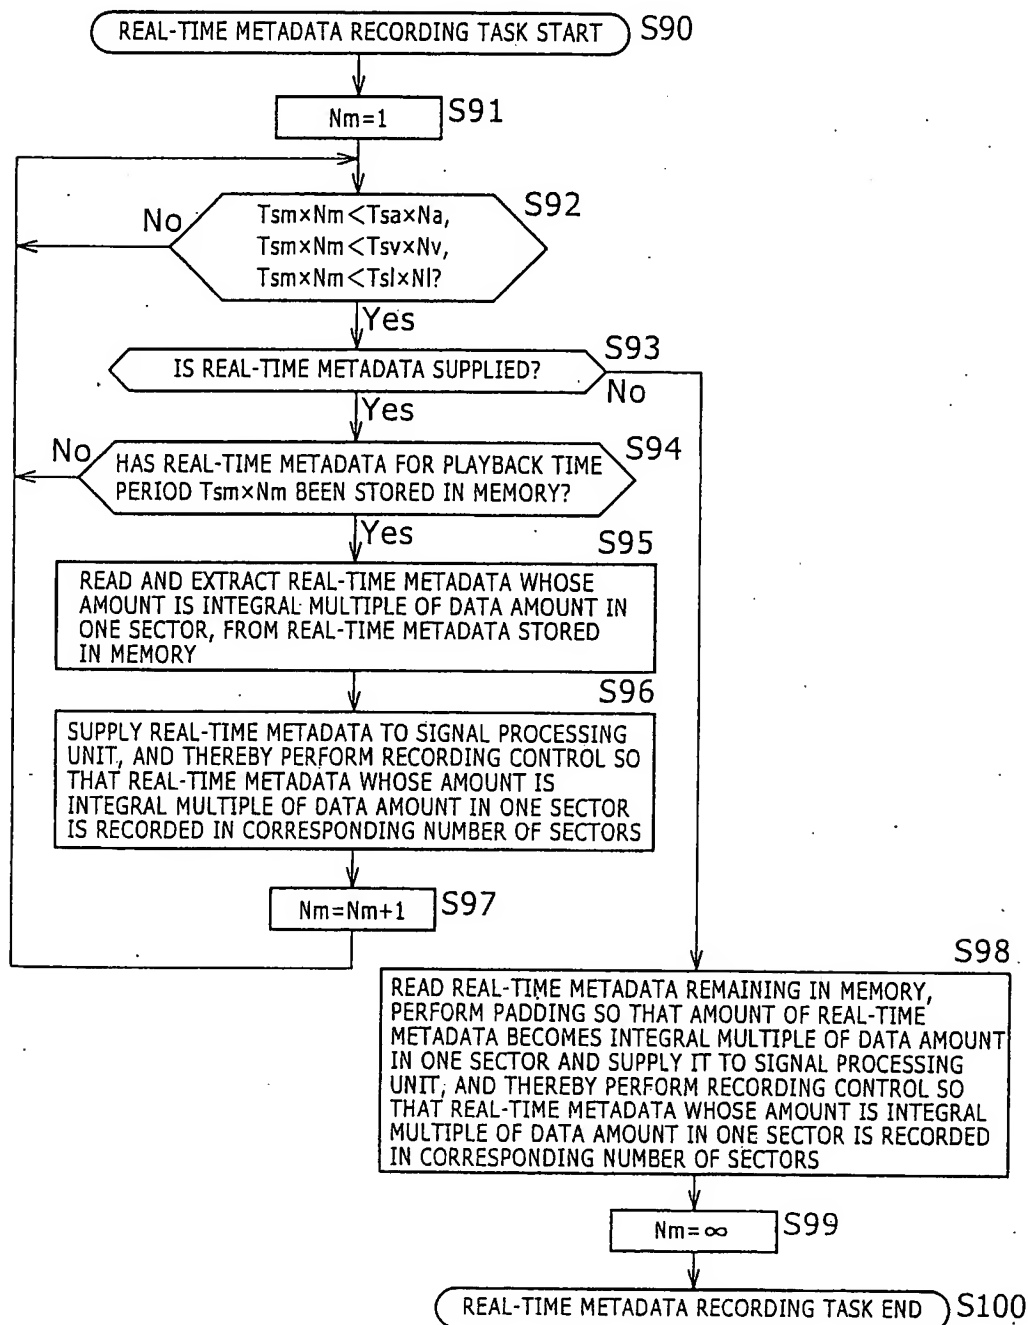 REAL-TIME METADATA RECORDING TASK START
S90
Nm=1
S91
S92
Tsm×Nm<Tsa×Na,
Tsm×Nm<Tsv×Nv,
Tsm×Nm<Tsl×Nl?
No
Yes
S93
IS REAL-TIME METADATA SUPPLIED?
No
Yes
S94
No
HAS REAL-TIME METADATA FOR PLAYBACK TIME
PERIOD Tsm×Nm BEEN STORED IN MEMORY?
Yes
S95
READ AND EXTRACT REAL-TIME METADATA WHOSE
AMOUNT IS INTEGRAL MULTIPLE OF DATA AMOUNT IN
ONE SECTOR, FROM REAL-TIME METADATA STORED
IN MEMORY
S96
SUPPLY REAL-TIME METADATA TO SIGNAL PROCESSING
UNIT, AND THEREBY PERFORM RECORDING CONTROL SO
THAT REAL-TIME METADATA WHOSE AMOUNT IS
INTEGRAL MULTIPLE OF DATA AMOUNT IN ONE SECTOR
IS RECORDED IN CORRESPONDING NUMBER OF SECTORS
Nm=Nm+1
S97
S98
READ REAL-TIME METADATA REMAINING IN MEMORY,
PERFORM PADDING SO THAT AMOUNT OF REAL-TIME
METADATA BECOMES INTEGRAL MULTIPLE OF DATA AMOUNT
IN ONE SECTOR AND SUPPLY IT TO SIGNAL PROCESSING
UNIT, AND THEREBY PERFORM RECORDING CONTROL SO
THAT REAL-TIME METADATA WHOSE AMOUNT IS INTEGRAL
MULTIPLE OF DATA AMOUNT IN ONE SECTOR IS RECORDED
IN CORRESPONDING NUMBER OF SECTORS
Nm=∞
S99
REAL-TIME METADATA RECORDING TASK END
S100